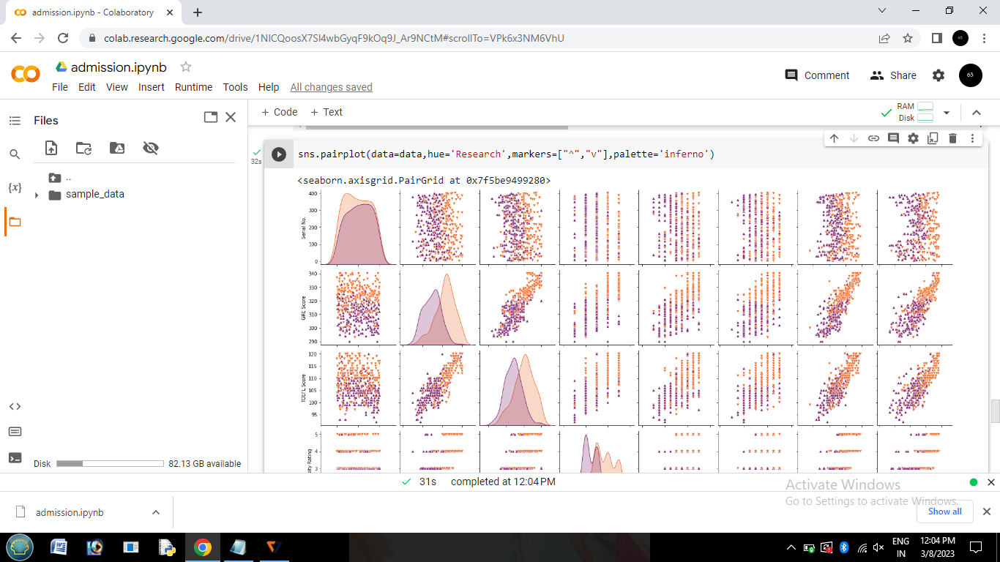 admission.ipynb - Colaboratory
colab.research.google.com/drive/1NlCQoosX7Sl4wbGyqF9kOq9J_Ar9NCtM#scrollTo=VPk6x3NM6VhU
admission.ipynb
File Edit View Insert Runtime Tools Help All changes saved
Comment Share 63
Files
+ Code + Text
RAM
Disk
..
sample_data
{x}
32s
sns.pairplot(data=data,hue='Research',markers=["^","v"],palette='inferno')
<seaborn.axisgrid.PairGrid at 0x7f5be9499280>
Serial No.
400
300
200
100
0
GRE Score
340
330
320
310
300
290
TOEFL Score
120
115
110
105
100
95
sity Rating
5
4
3
Disk 82.13 GB available
31s completed at 12:04 PM
Activate Windows
Go to Settings to activate Windows.
admission.ipynb
Show all
ENG
IN
12:04 PM
3/8/2023